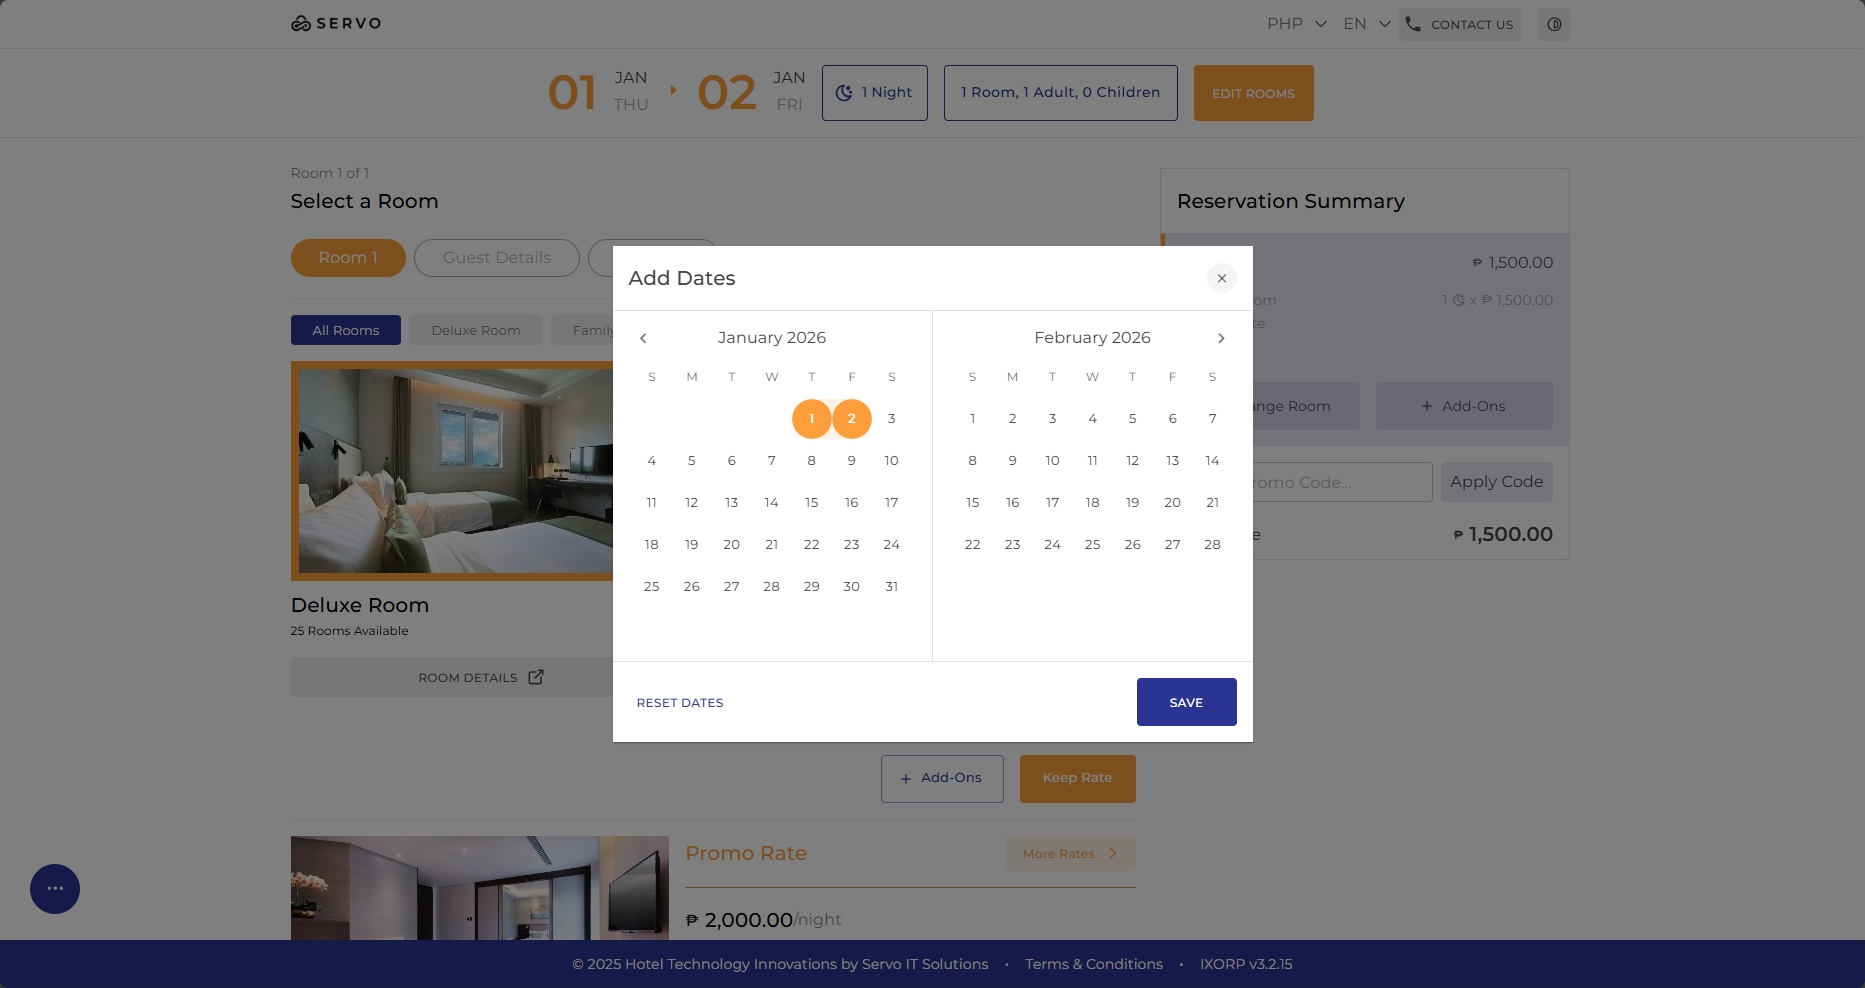 SERVO
PHP
EN
CONTACT US
01 JAN THU
02 JAN FRI
1 Night
1 Room, 1 Adult, 0 Children
EDIT ROOMS
Room 1 of 1
Select a Room
Room 1
Guest Details
All Rooms
Deluxe Room
Family
Deluxe Room
25 Rooms Available
ROOM DETAILS
Add Dates
×
January 2026
S M T W T F S
1 2 3
4 5 6 7 8 9 10
11 12 13 14 15 16 17
18 19 20 21 22 23 24
25 26 27 28 29 30 31
February 2026
S M T W T F S
1 2 3 4 5 6 7
8 9 10 11 12 13 14
15 16 17 18 19 20 21
22 23 24 25 26 27 28
RESET DATES
SAVE
Reservation Summary
₱ 1,500.00
1 x ₱ 1,500.00
+ Add-Ons
Room
Code...
Apply Code
₱ 1,500.00
+ Add-Ons
Keep Rate
Promo Rate
More Rates
₱ 2,000.00/night
...
© 2025 Hotel Technology Innovations by Servo IT Solutions • Terms & Conditions • IXORP v3.2.15